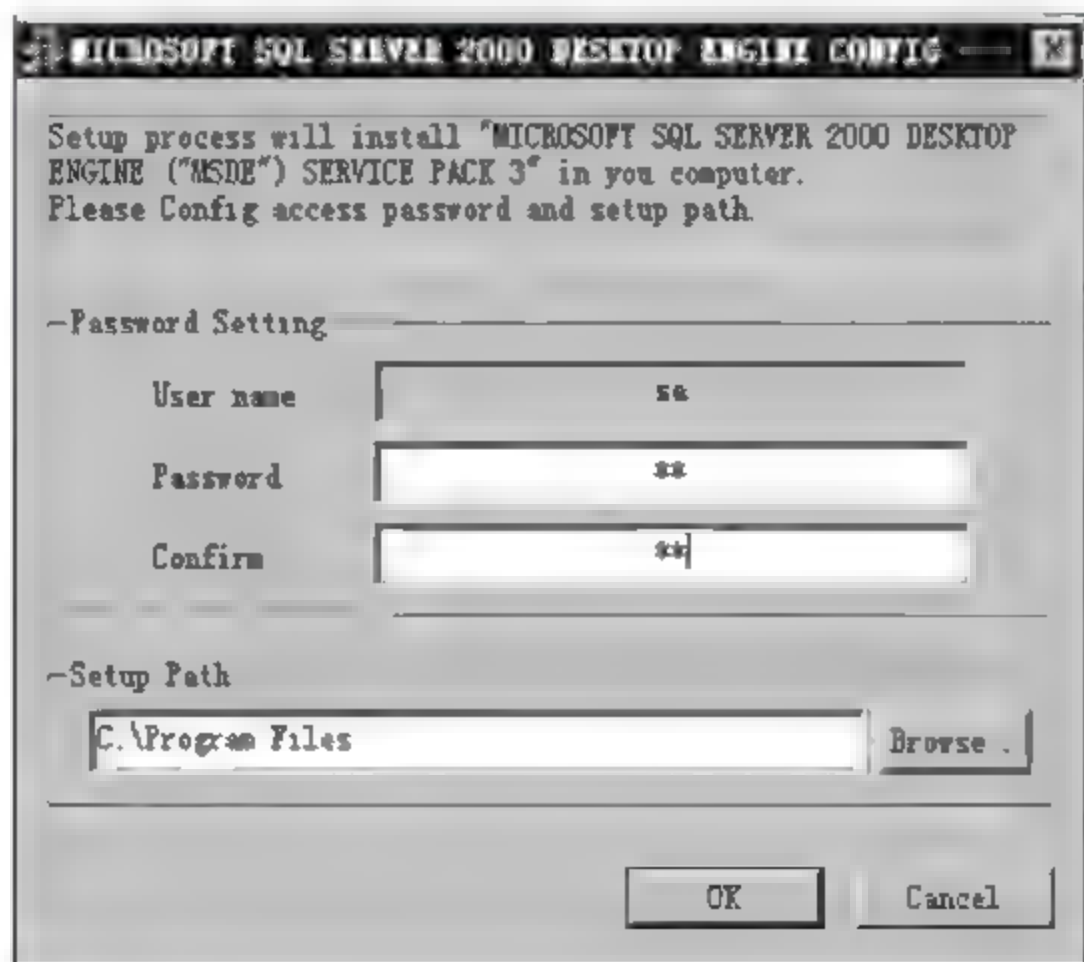 MICROSOFT SQL SERVER 2000 DESKTOP ENGINE CONFIG
Setup process will install "MICROSOFT SQL SERVER 2000 DESKTOP
ENGINE ("MSDE") SERVICE PACK 3" in you computer.
Please Config access password and setup path.
Password Setting
User name sa
Password **
Confirm **
Setup Path
C:\Program Files Browse .
OK Cancel